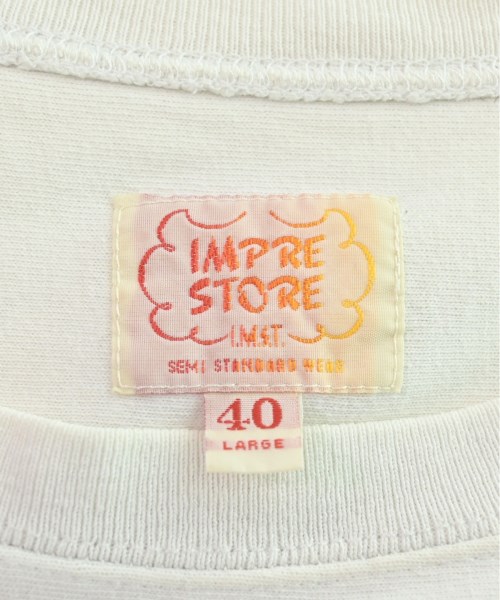 IMPRE
STORE
I.M.S.T.
SEMI STANDARD WEAR
40
LARGE